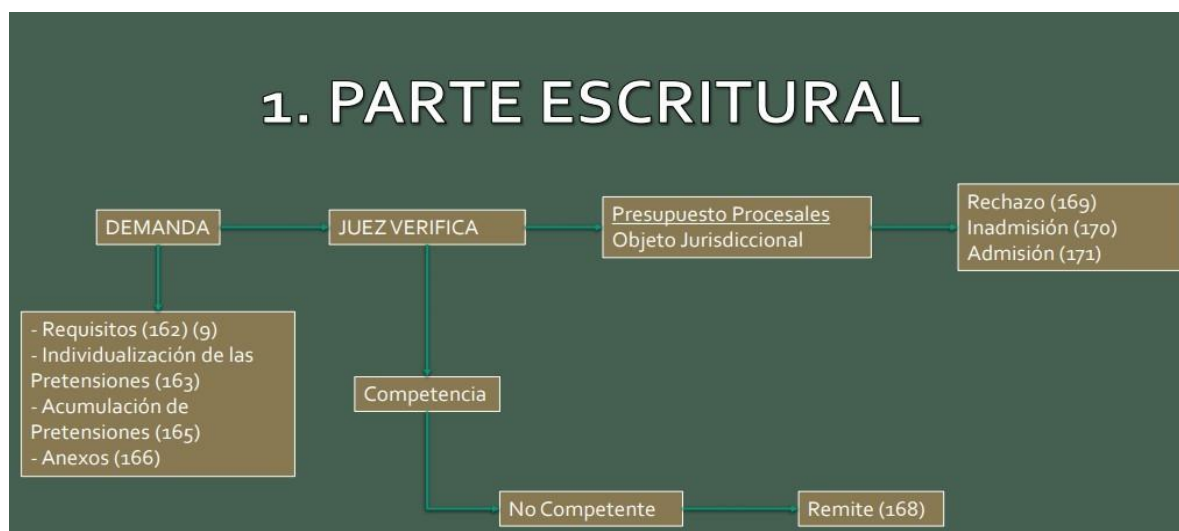 1. PARTE ESCRITURAL
DEMANDA
JUEZ VERIFICA
Presupuesto Procesales
Objeto Jurisdiccional
Rechazo (169)
Inadmisión (170)
Admisión (171)
- Requisitos (162) (9)
- Individualización de las
Pretensiones (163)
- Acumulación de
Pretensiones (165)
- Anexos (166)
Competencia
No Competente
Remite (168)